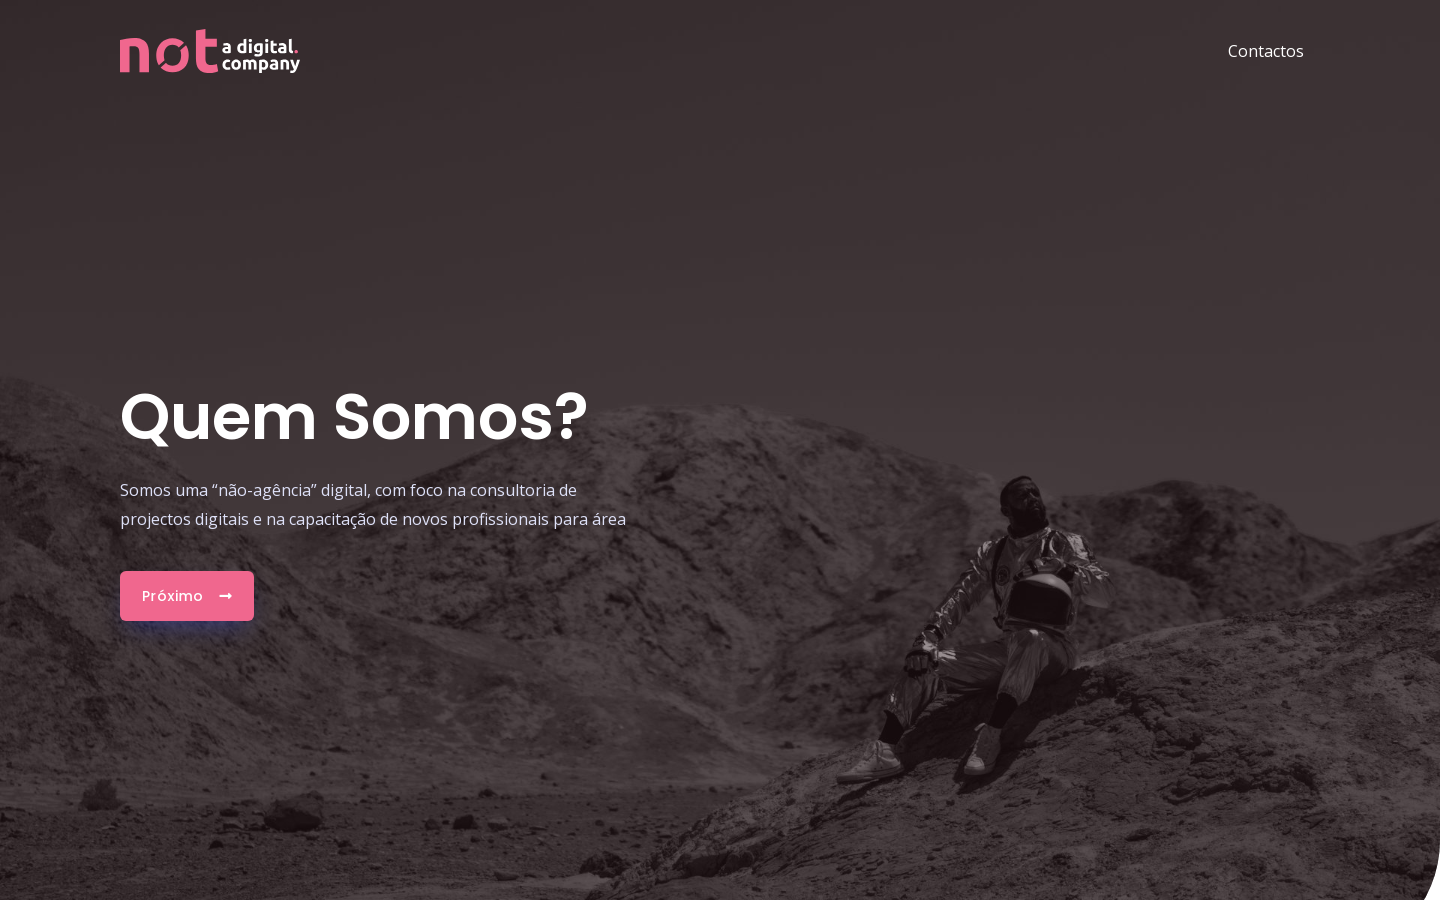 not a digital.
company
Contactos
Quem Somos?
Somos uma “não-agência” digital, com foco na consultoria de
projectos digitais e na capacitação de novos profissionais para área
Próximo